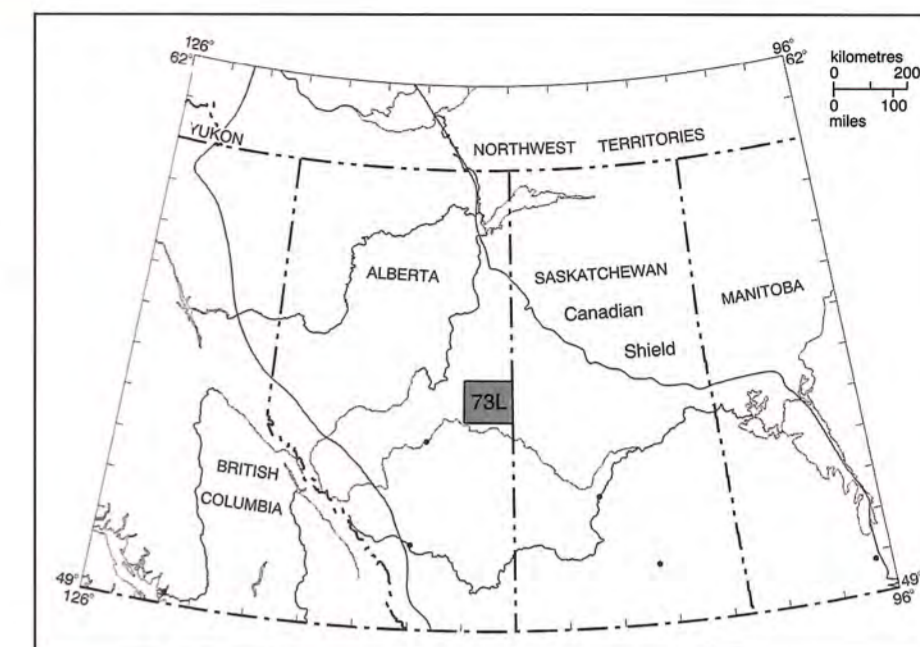 126°
62°
96°
62°
kilometres
0 200
0 100
miles
YUKON
NORTHWEST TERRITORIES
ALBERTA
SASKATCHEWAN
MANITOBA
Canadian
Shield
73L
BRITISH
COLUMBIA
49°
126°
49°
96°